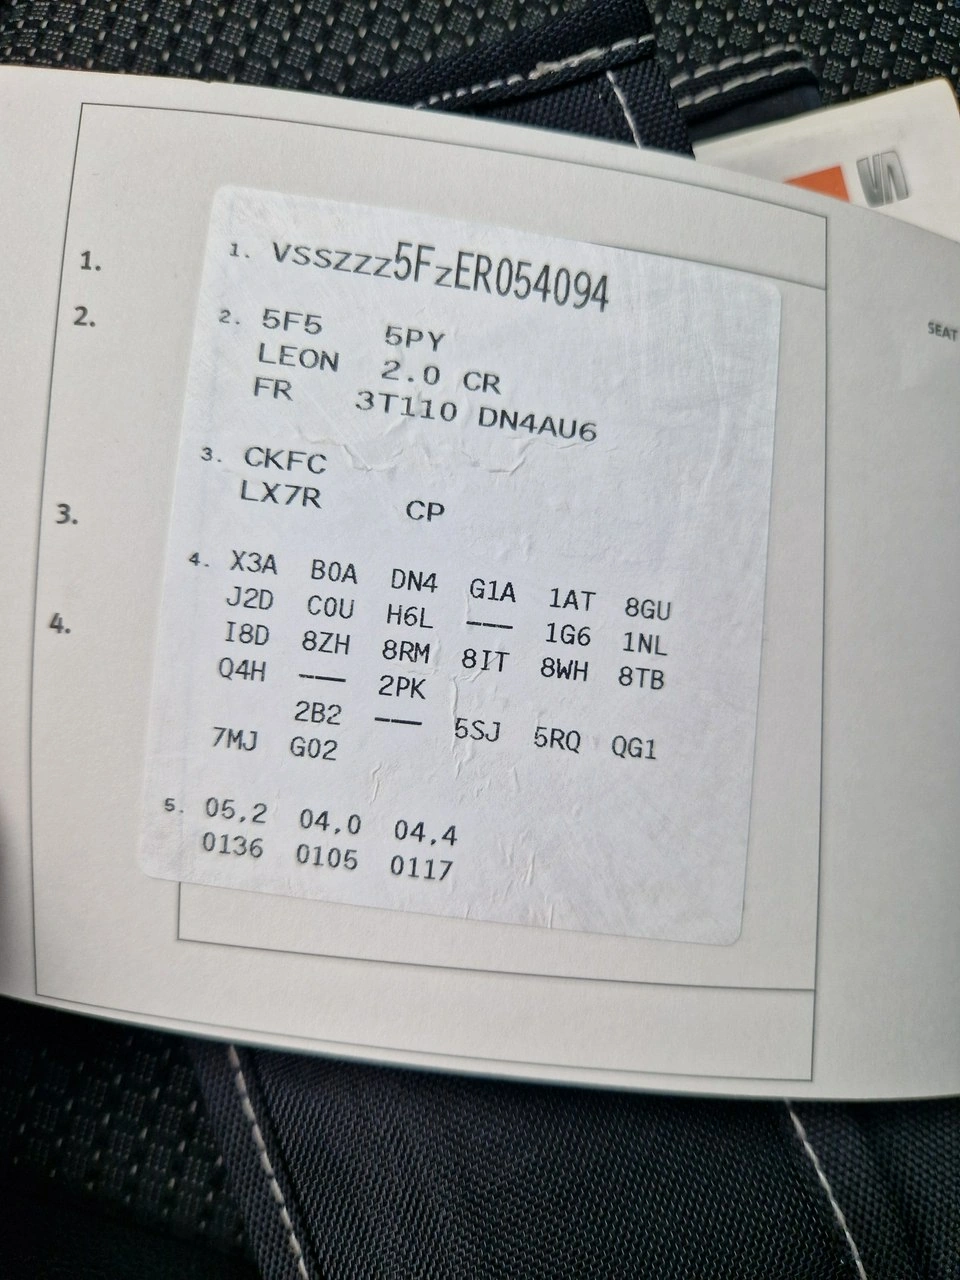 1. VSSZZZ5FZER054094
2. 5F5 5PY
LEON 2.0 CR
FR 3T110 DN4AU6
3. CKFC
LX7R CP
4. X3A B0A DN4 G1A 1AT 8GU
J2D C0U H6L --- 1G6 1NL
I8D 8ZH 8RM 8IT 8WH 8TB
Q4H --- 2PK
2B2 --- 5SJ 5RQ QG1
7MJ G02
5. 05,2 04,0 04,4
0136 0105 0117
1.
2.
3.
4.
SEAT